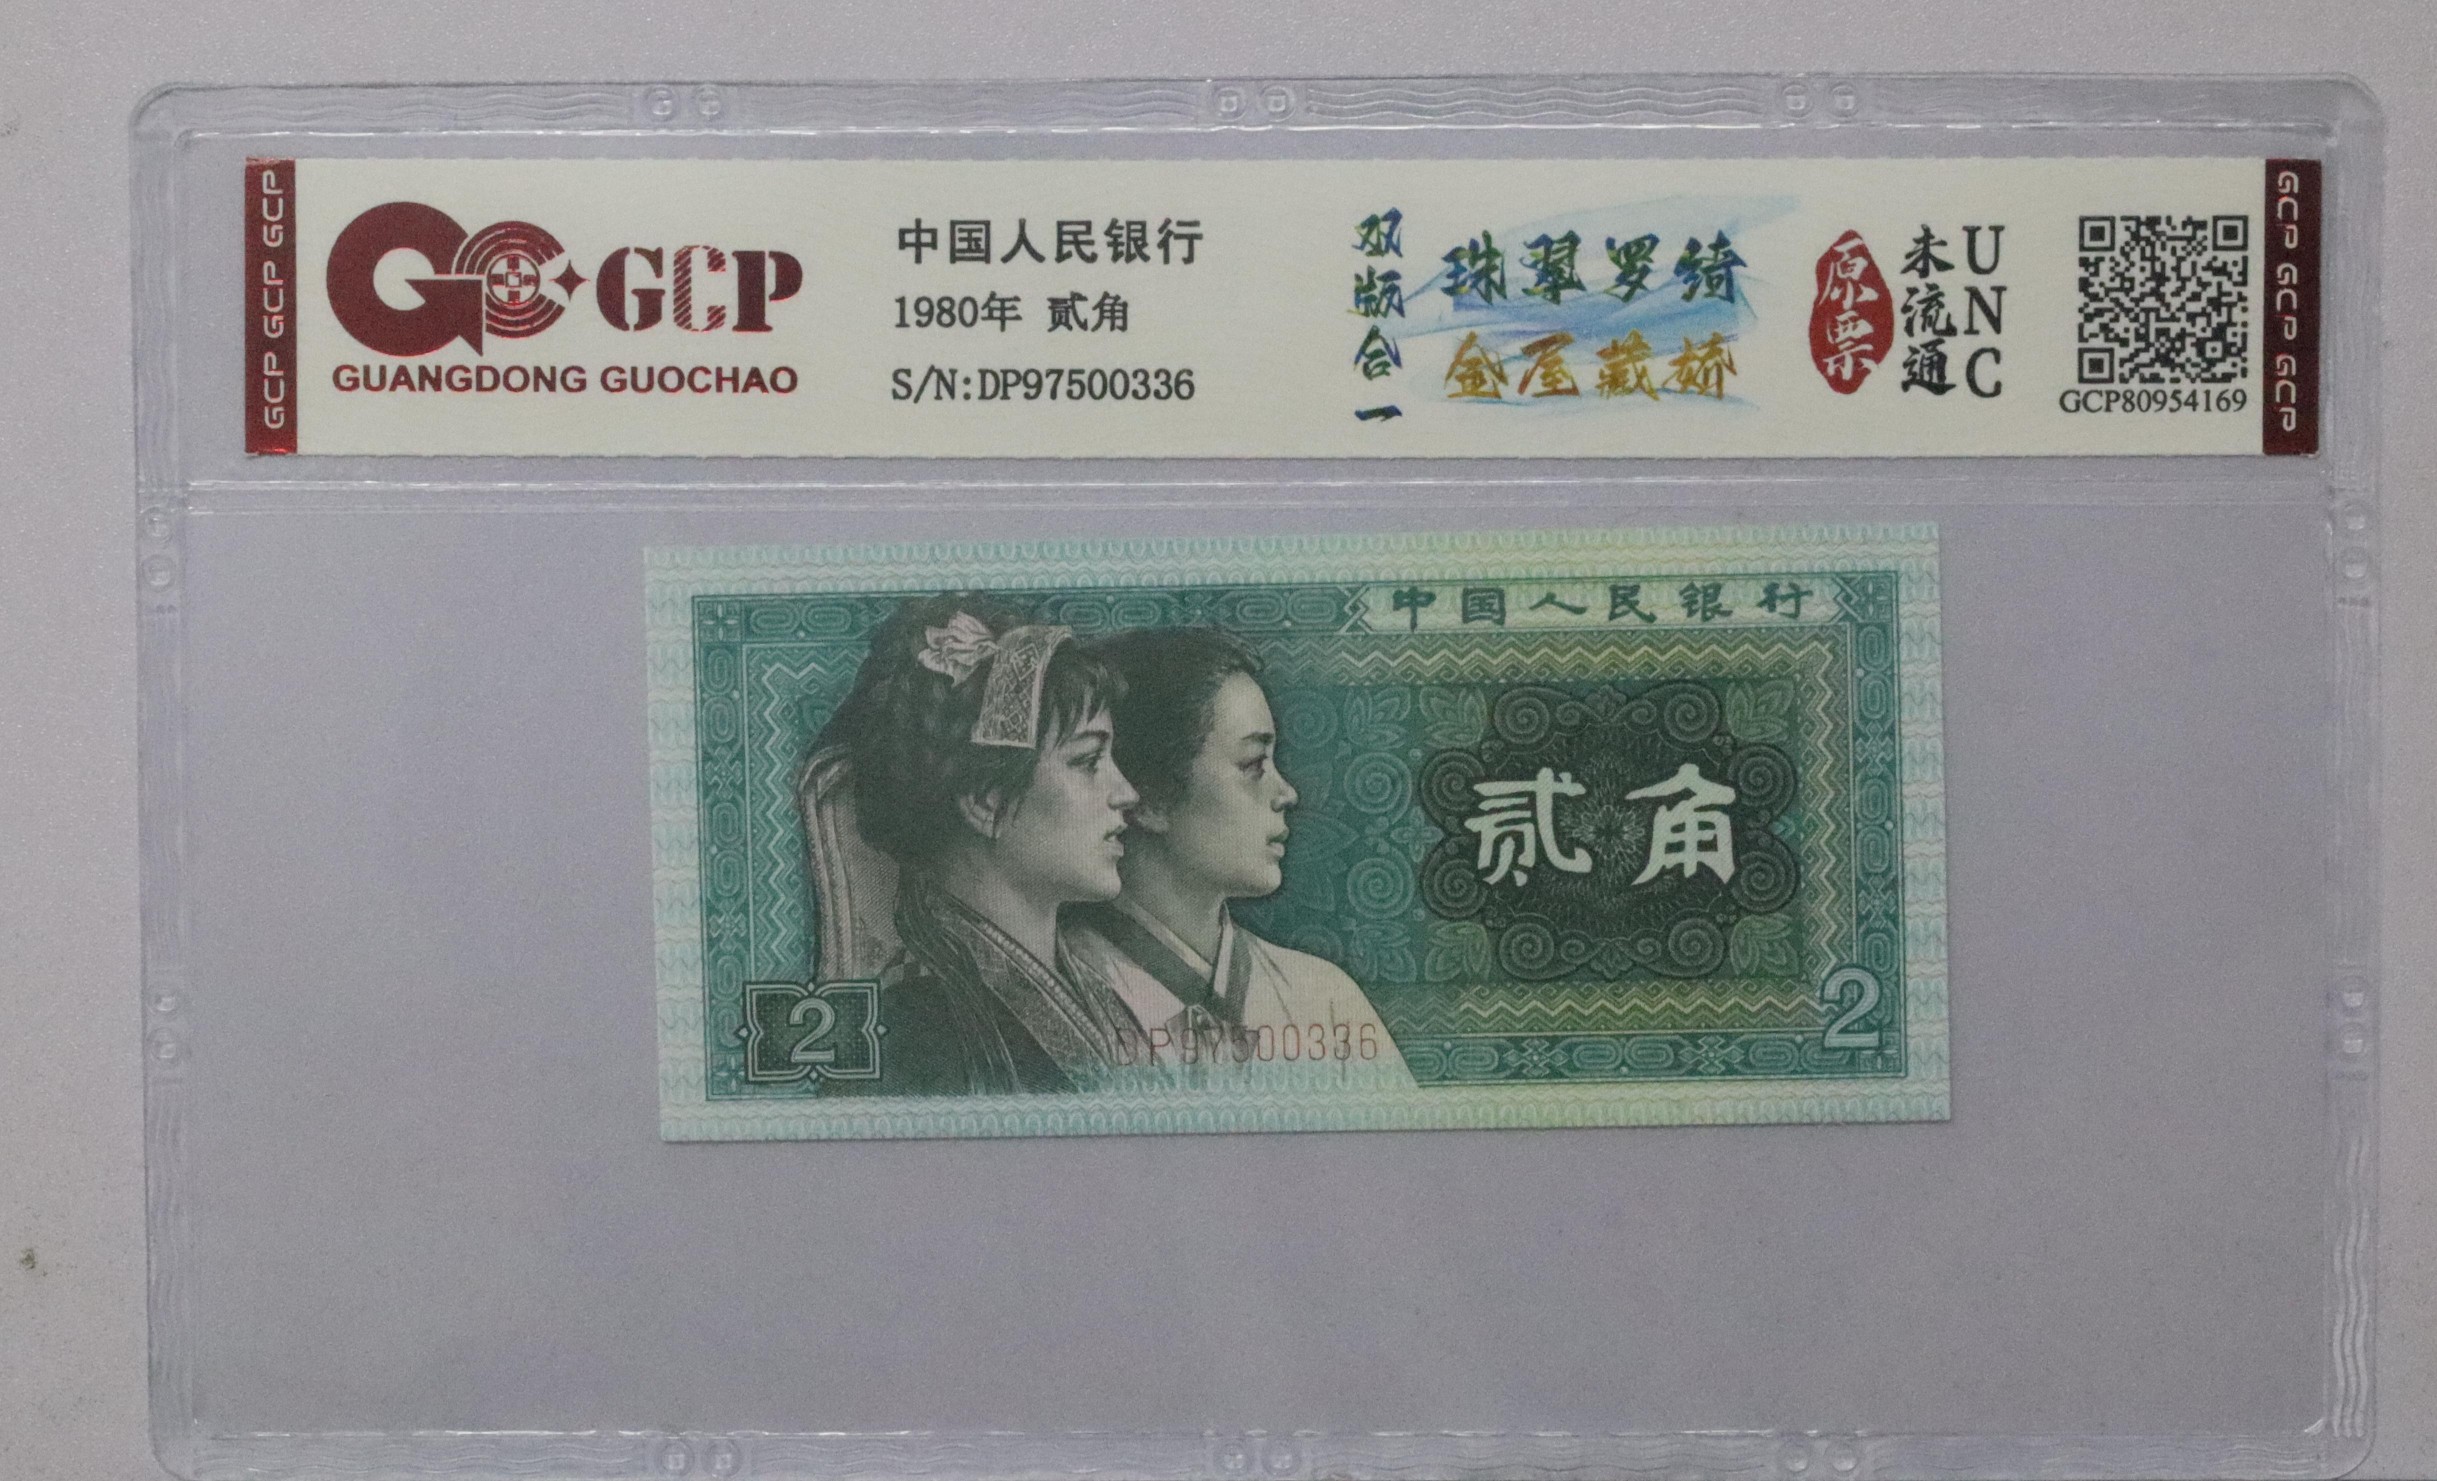 GCP GCP GCP
GCP
GUANGDONG GUOCHAO
中国人民银行
1980年 贰角
S/N:DP97500336
双版合一
珠翠罗绮
金屋藏娇
原票
未流通
UNC
GCP80954169
GCP GCP GCP
中国人民银行
贰角
2
DP97500336
2